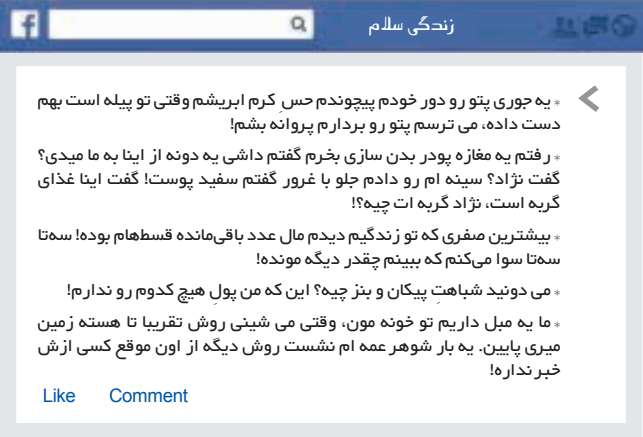 f
زندگی سلام
* یه جوری پتو رو دور خودم پیچوندم حسِ کرم ابریشم وقتی تو پیله است بهم
دست داده، می ترسم پتو رو بردارم پروانه بشم!
* رفتم یه مغازه پودر بدن سازی بخرم گفتم داشی یه دونه از اینا به ما میدی؟
گفت نژاد؟ سینه ام رو دادم جلو با غرور گفتم سفید پوست! گفت اینا غذای
گربه است، نژاد گربه ات چیه؟!
* بیشترین صفری که تو زندگیم دیدم مال عدد باقی‌مانده قسط‌هام بوده! سه‌تا
سه‌تا سوا می‌کنم که ببینم چقدر دیگه مونده!
* می دونید شباهتِ پیکان و بنز چیه؟ این که من پولِ هیچ کدوم رو ندارم!
* ما یه مبل داریم تو خونه مون، وقتی می شینی روش تقریبا تا هسته زمین
میری پایین. یه بار شوهر عمه ام نشست روش دیگه از اون موقع کسی ازش
خبر نداره!
Like Comment